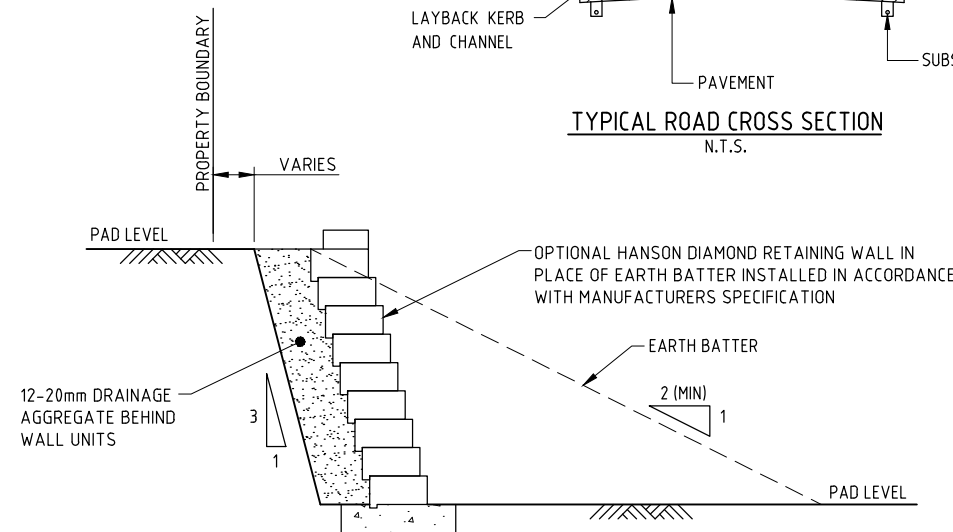 LAYBACK KERB
AND CHANNEL
PAVEMENT
TYPICAL ROAD CROSS SECTION
N.T.S.
PROPERTY BOUNDARY
VARIES
PAD LEVEL
OPTIONAL HANSON DIAMOND RETAINING WALL IN
PLACE OF EARTH BATTER INSTALLED IN ACCORDANCE
WITH MANUFACTURERS SPECIFICATION
EARTH BATTER
2 (MIN)
1
12-20mm DRAINAGE
AGGREGATE BEHIND
WALL UNITS
3
1
PAD LEVEL